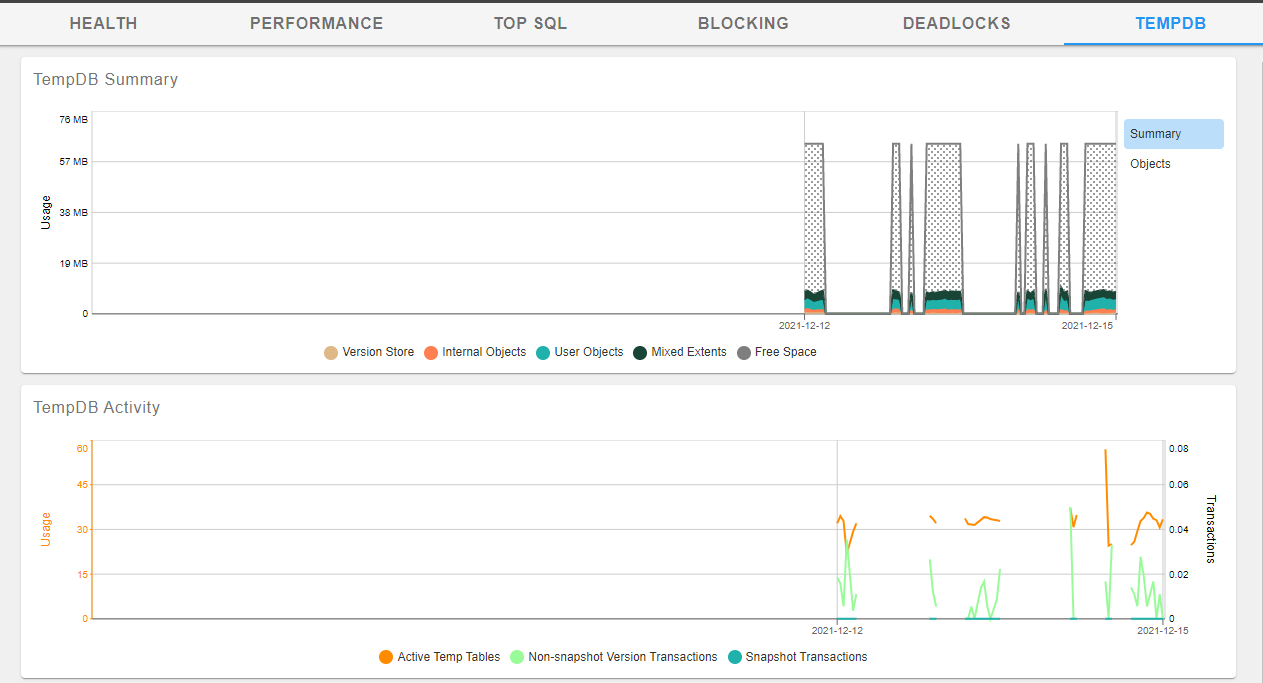 HEALTH PERFORMANCE TOP SQL BLOCKING DEADLOCKS TEMPDB
TempDB Summary
76 MB
57 MB
38 MB
19 MB
0
Usage
2021-12-12 2021-12-15
Summary
Objects
Version Store Internal Objects User Objects Mixed Extents Free Space
TempDB Activity
60
45
30
15
0
Usage
0.08
0.06
0.04
0.02
0
Transactions
2021-12-12 2021-12-15
Active Temp Tables Non-snapshot Version Transactions Snapshot Transactions